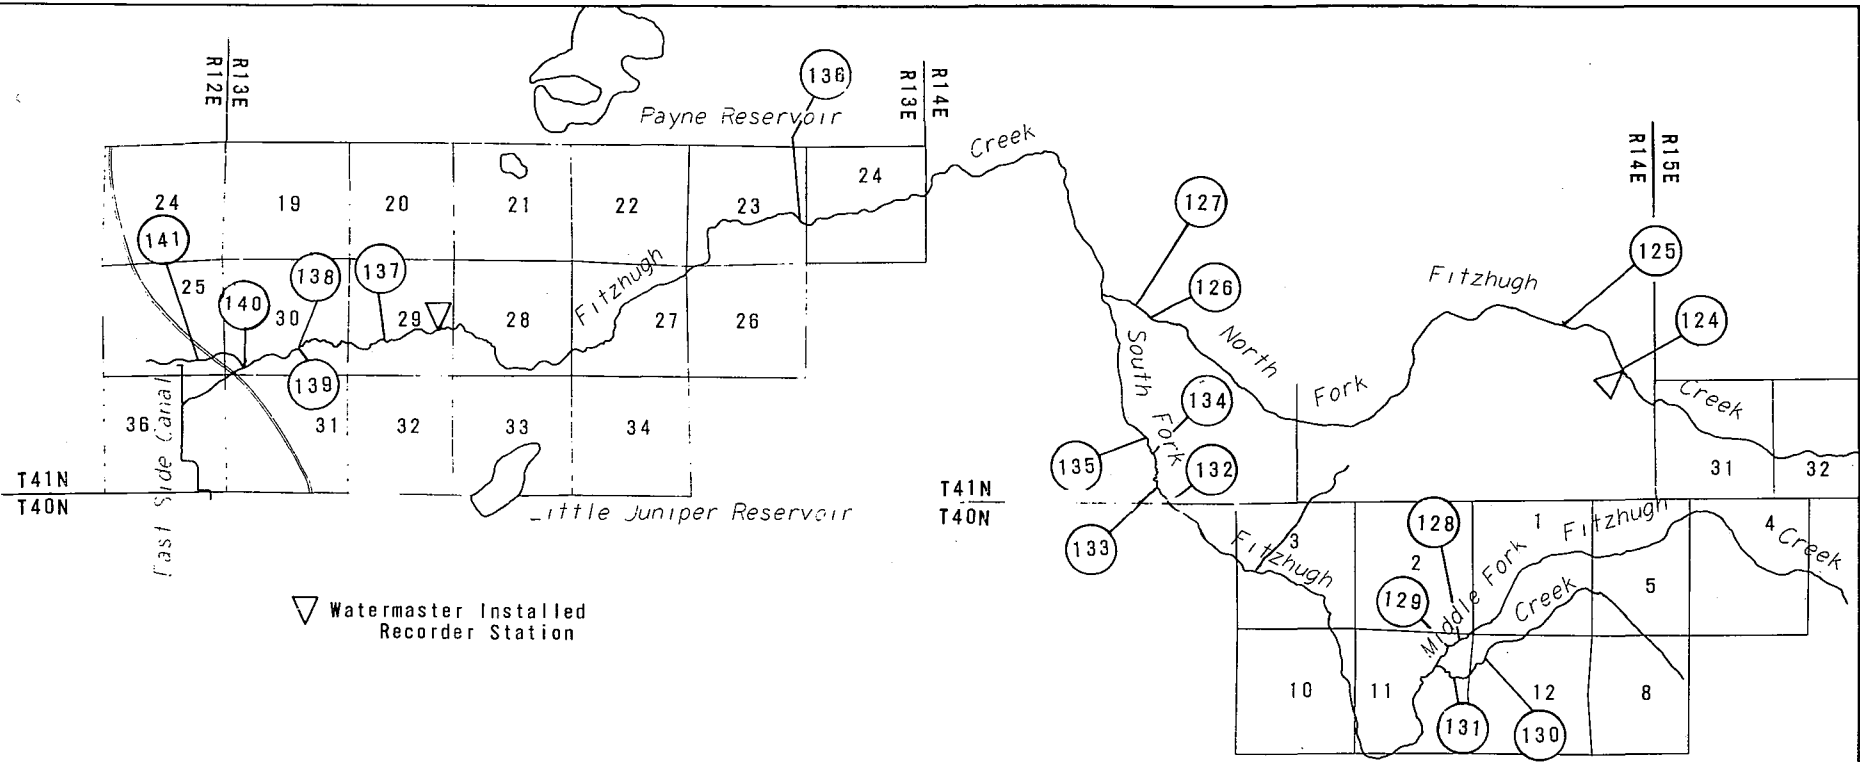 R12E
R13E
136
R13E
R14E
Payne Reservoir
Creek
R14E
R15E
24
19
20
21
22
23
24
127
141
138
137
125
126
Fitzhugh
Fitzhugh
25
140
30
29
28
27
26
124
South
Fork
North
Fork
139
134
Creek
36
31
32
33
34
135
132
31
32
T41N
T40N
East Side Canal
Little Juniper Reservoir
T41N
T40N
133
Fitzhugh
3
128
2
1
Fitzhugh
4
Creek
129
Middle Fork
Creek
5
Watermaster Installed
Recorder Station
10
11
12
8
131
130